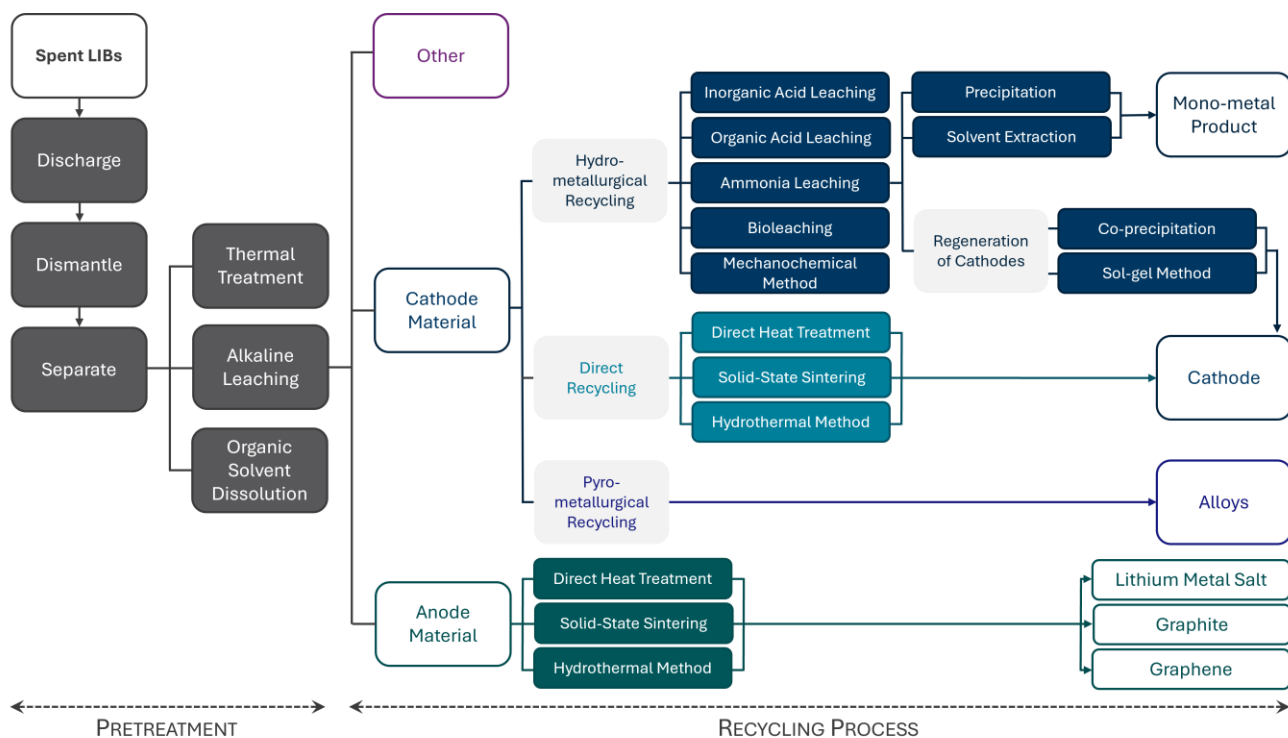 Spent LIBs
Discharge
Dismantle
Separate
Thermal
Treatment
Alkaline
Leaching
Organic
Solvent
Dissolution
Other
Cathode
Material
Anode
Material
Hydro-
metallurgical
Recycling
Inorganic Acid Leaching
Organic Acid Leaching
Ammonia Leaching
Bioleaching
Mechanochemical
Method
Precipitation
Solvent Extraction
Mono-metal
Product
Regeneration
of Cathodes
Co-precipitation
Sol-gel Method
Direct
Recycling
Direct Heat Treatment
Solid-State Sintering
Hydrothermal Method
Cathode
Pyro-
metallurgical
Recycling
Alloys
Direct Heat Treatment
Solid-State Sintering
Hydrothermal Method
Lithium Metal Salt
Graphite
Graphene
PRETREATMENT
RECYCLING PROCESS